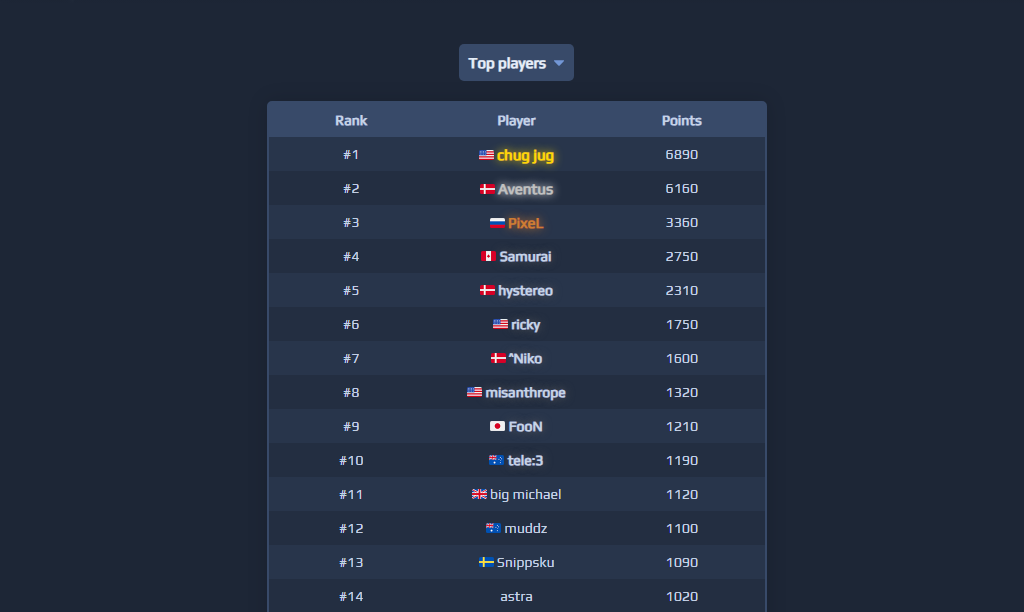 Top players
Rank Player Points
#1 chug jug 6890
#2 Aventus 6160
#3 PixeL 3360
#4 Samurai 2750
#5 hystereo 2310
#6 ricky 1750
#7 ^Niko 1600
#8 misanthrope 1320
#9 FooN 1210
#10 tele:3 1190
#11 big michael 1120
#12 muddz 1100
#13 Snippsku 1090
#14 astra 1020